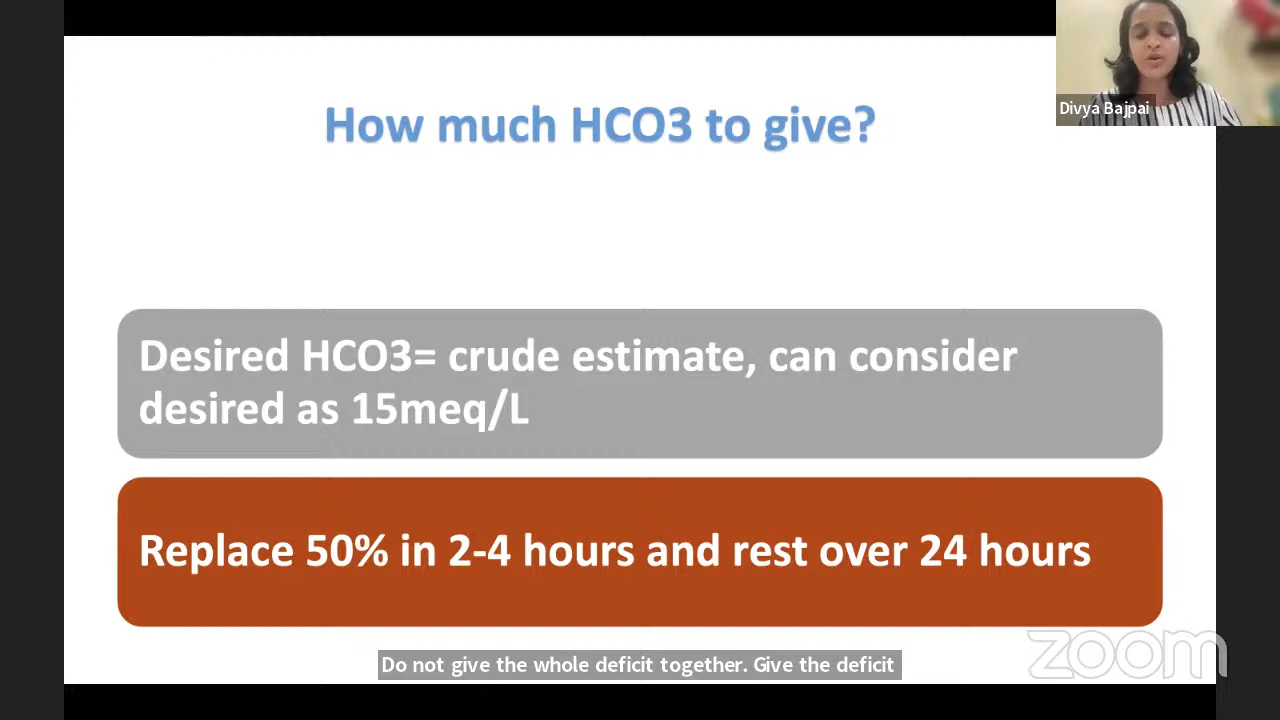 Divya Bajpai
How much HCO3 to give?
Desired HCO3= crude estimate, can consider
desired as 15meq/L
Replace 50% in 2-4 hours and rest over 24 hours
Do not give the whole deficit together. Give the deficit
zoom